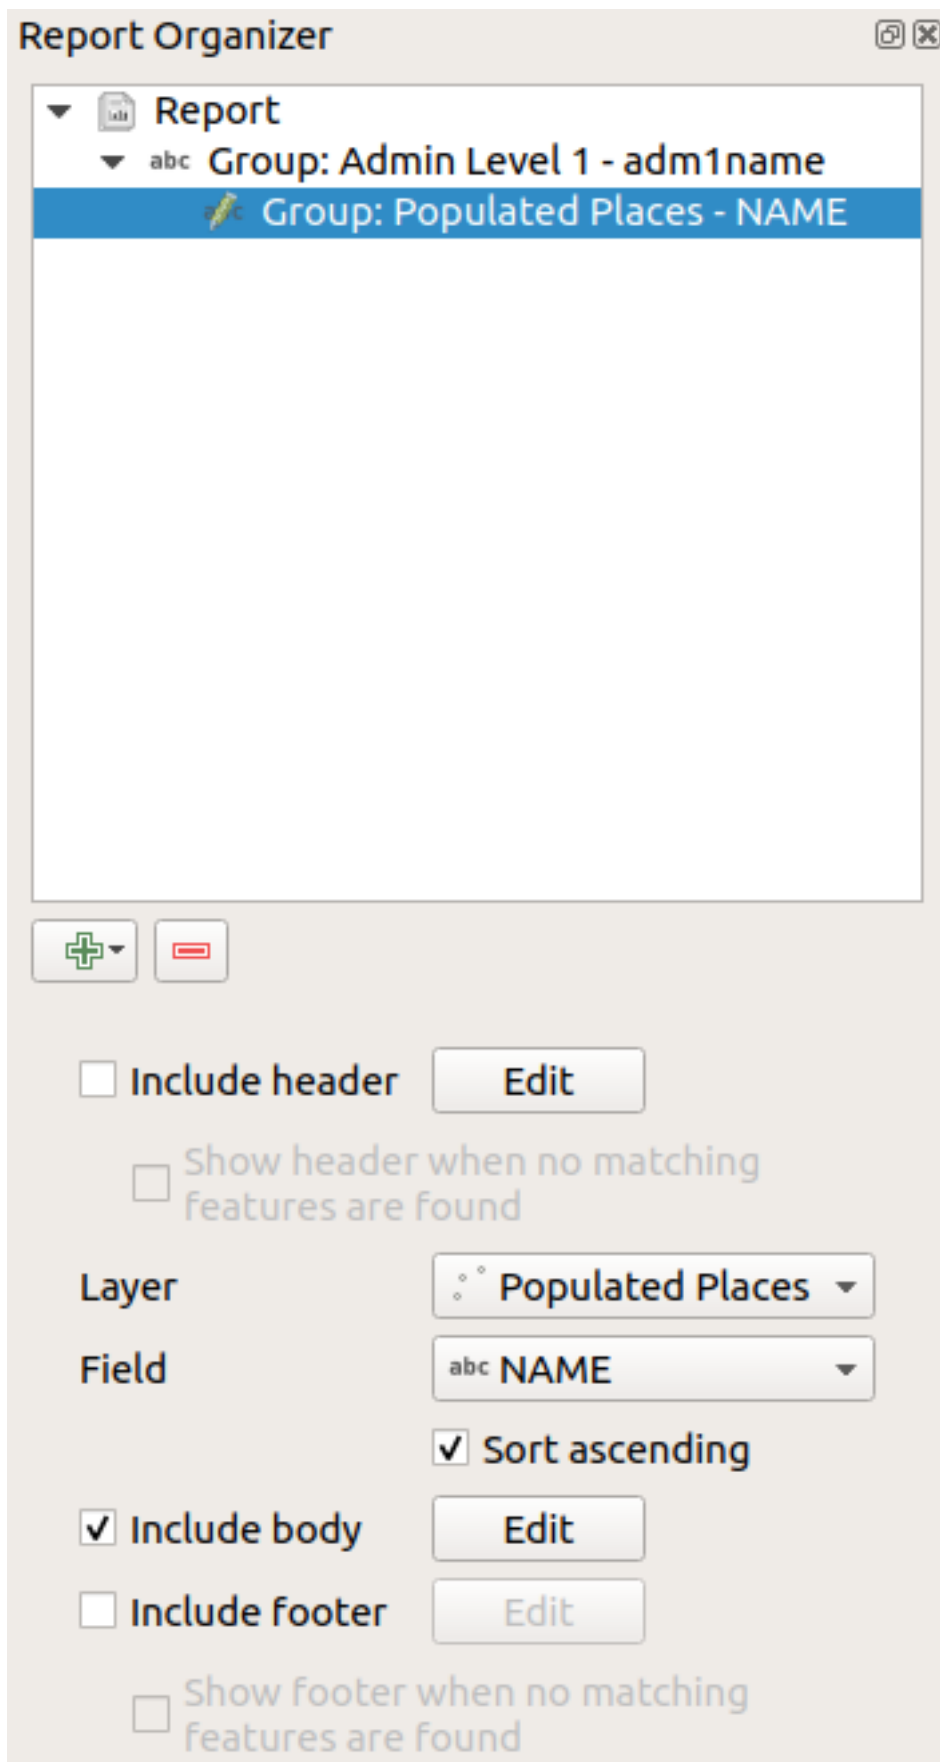 Report Organizer
Report
abc Group: Admin Level 1 - adm1name
Group: Populated Places - NAME
Include header Edit
Show header when no matching
features are found
Layer Populated Places
Field abc NAME
Sort ascending
Include body Edit
Include footer Edit
Show footer when no matching
features are found